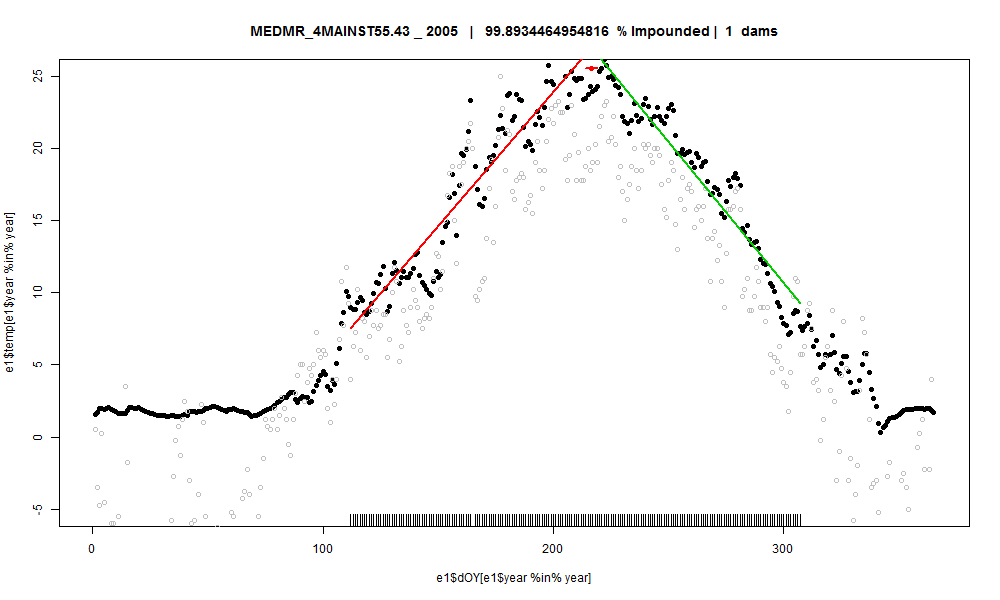 MEDMR_4MAINST55.43 _ 2005 | 99.8934464954816 % Impounded | 1 dams
e1$temp[e1$year %in% year]
25
20
15
10
5
0
-5
0 100 200 300
e1$dOY[e1$year %in% year]